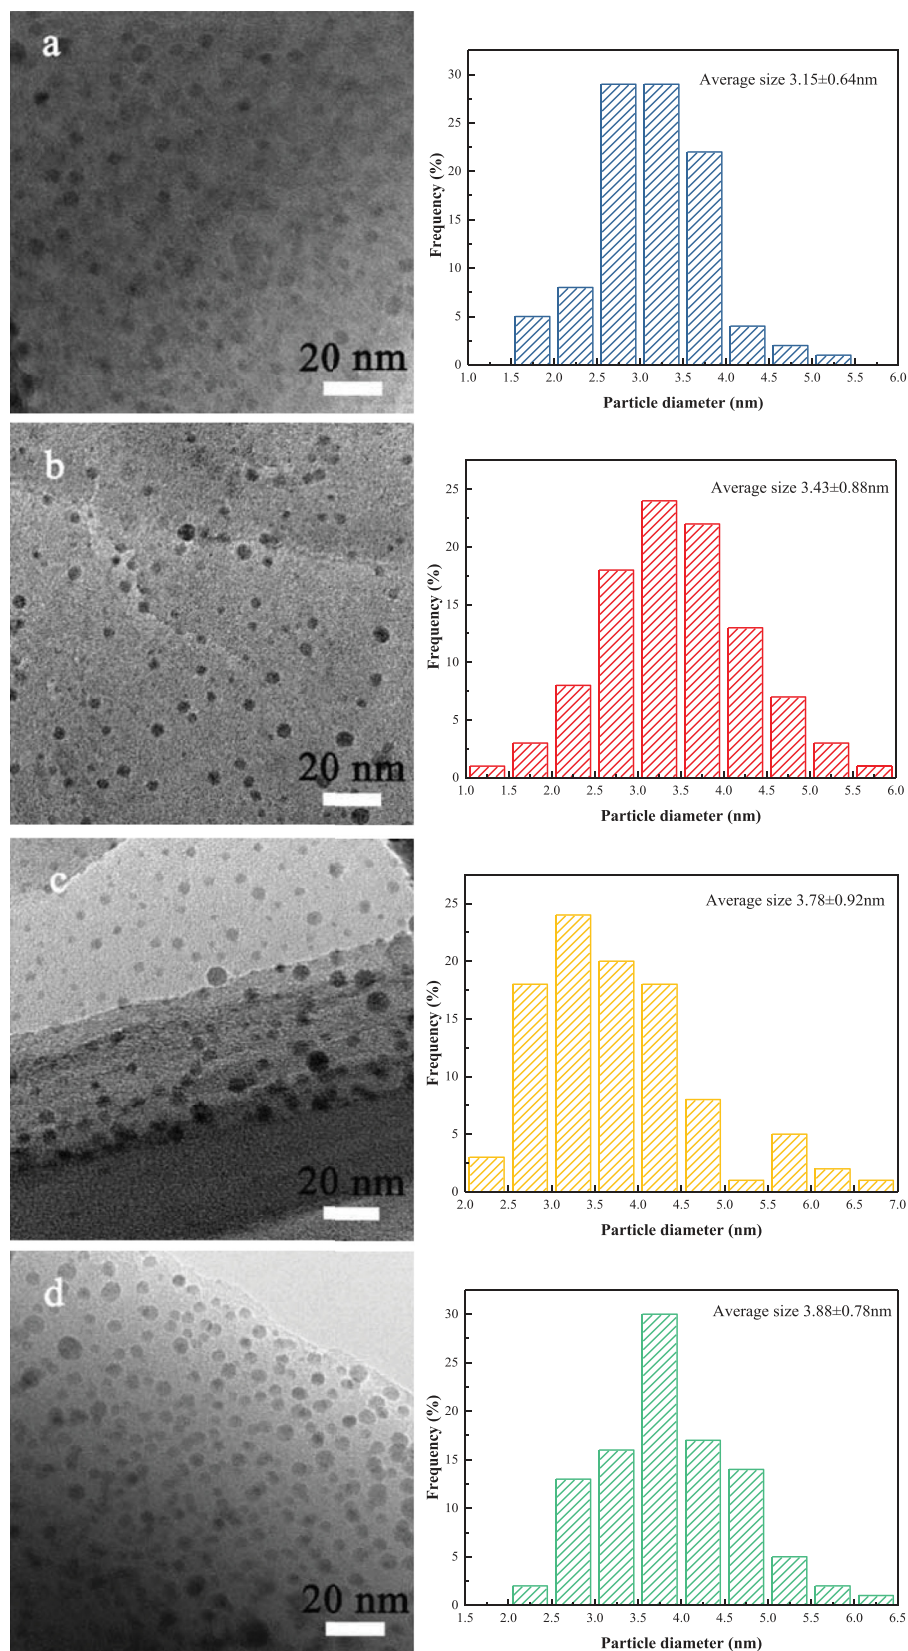 a
20 nm
Average size 3.15±0.64nm
Frequency (%)
30
25
20
15
10
5
0
1.0 1.5 2.0 2.5 3.0 3.5 4.0 4.5 5.0 5.5 6.0
Particle diameter (nm)
b
20 nm
Average size 3.43±0.88nm
Frequency (%)
25
20
15
10
5
0
1.0 1.5 2.0 2.5 3.0 3.5 4.0 4.5 5.0 5.5 6.0
Particle diameter (nm)
c
20 nm
Average size 3.78±0.92nm
Frequency (%)
25
20
15
10
5
0
2.0 2.5 3.0 3.5 4.0 4.5 5.0 5.5 6.0 6.5 7.0
Particle diameter (nm)
d
20 nm
Average size 3.88±0.78nm
Frequency (%)
30
25
20
15
10
5
0
1.5 2.0 2.5 3.0 3.5 4.0 4.5 5.0 5.5 6.0 6.5
Particle diameter (nm)